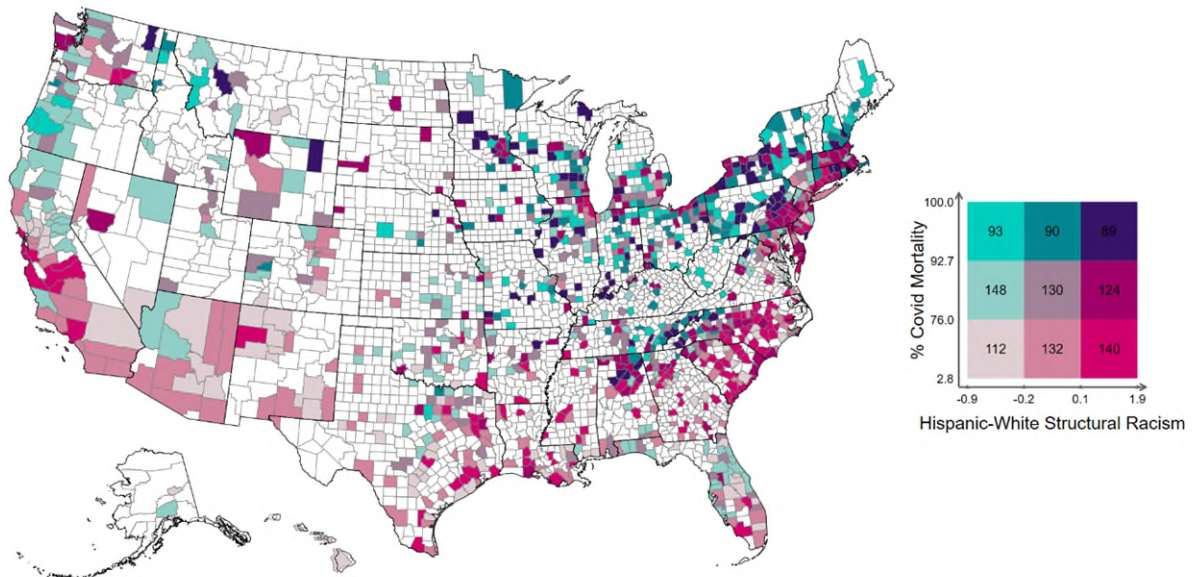 100.0
93 90 89
92.7
148 130 124
76.0
112 132 140
2.8
% Covid Mortality
-0.9 -0.2 0.1 1.9
Hispanic-White Structural Racism